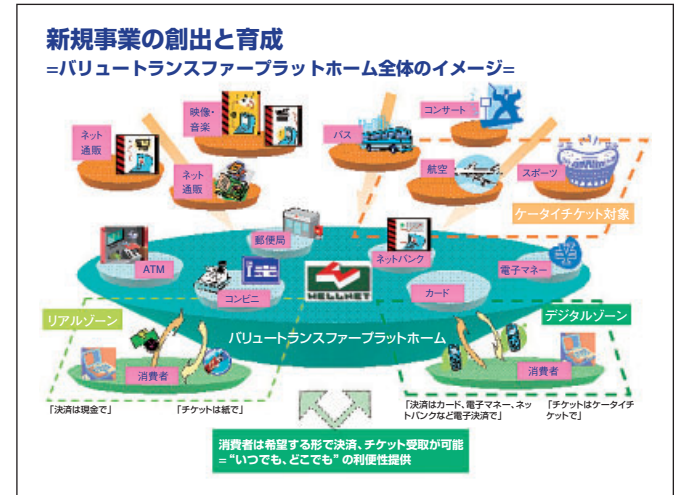 新規事業の創出と育成
=バリュートランスファープラットホーム全体のイメージ=
映像・
音楽
ネット
通販
ネット
通販
バス
コンサート
航空
スポーツ
ケータイチケット対象
郵便局
ATM
コンビニ
WELLNET
ネットバンク
カード
電子マネー
リアルゾーン
デジタルゾーン
バリュートランスファープラットホーム
消費者
消費者
「決済は現金で」
「チケットは紙で」
「決済はカード、電子マネー、ネッ
トバンクなど電子決済で」
「チケットはケータイチ
ケットで」
消費者は希望する形で決済、チケット受取が可能
=“いつでも、どこでも”の利便性提供